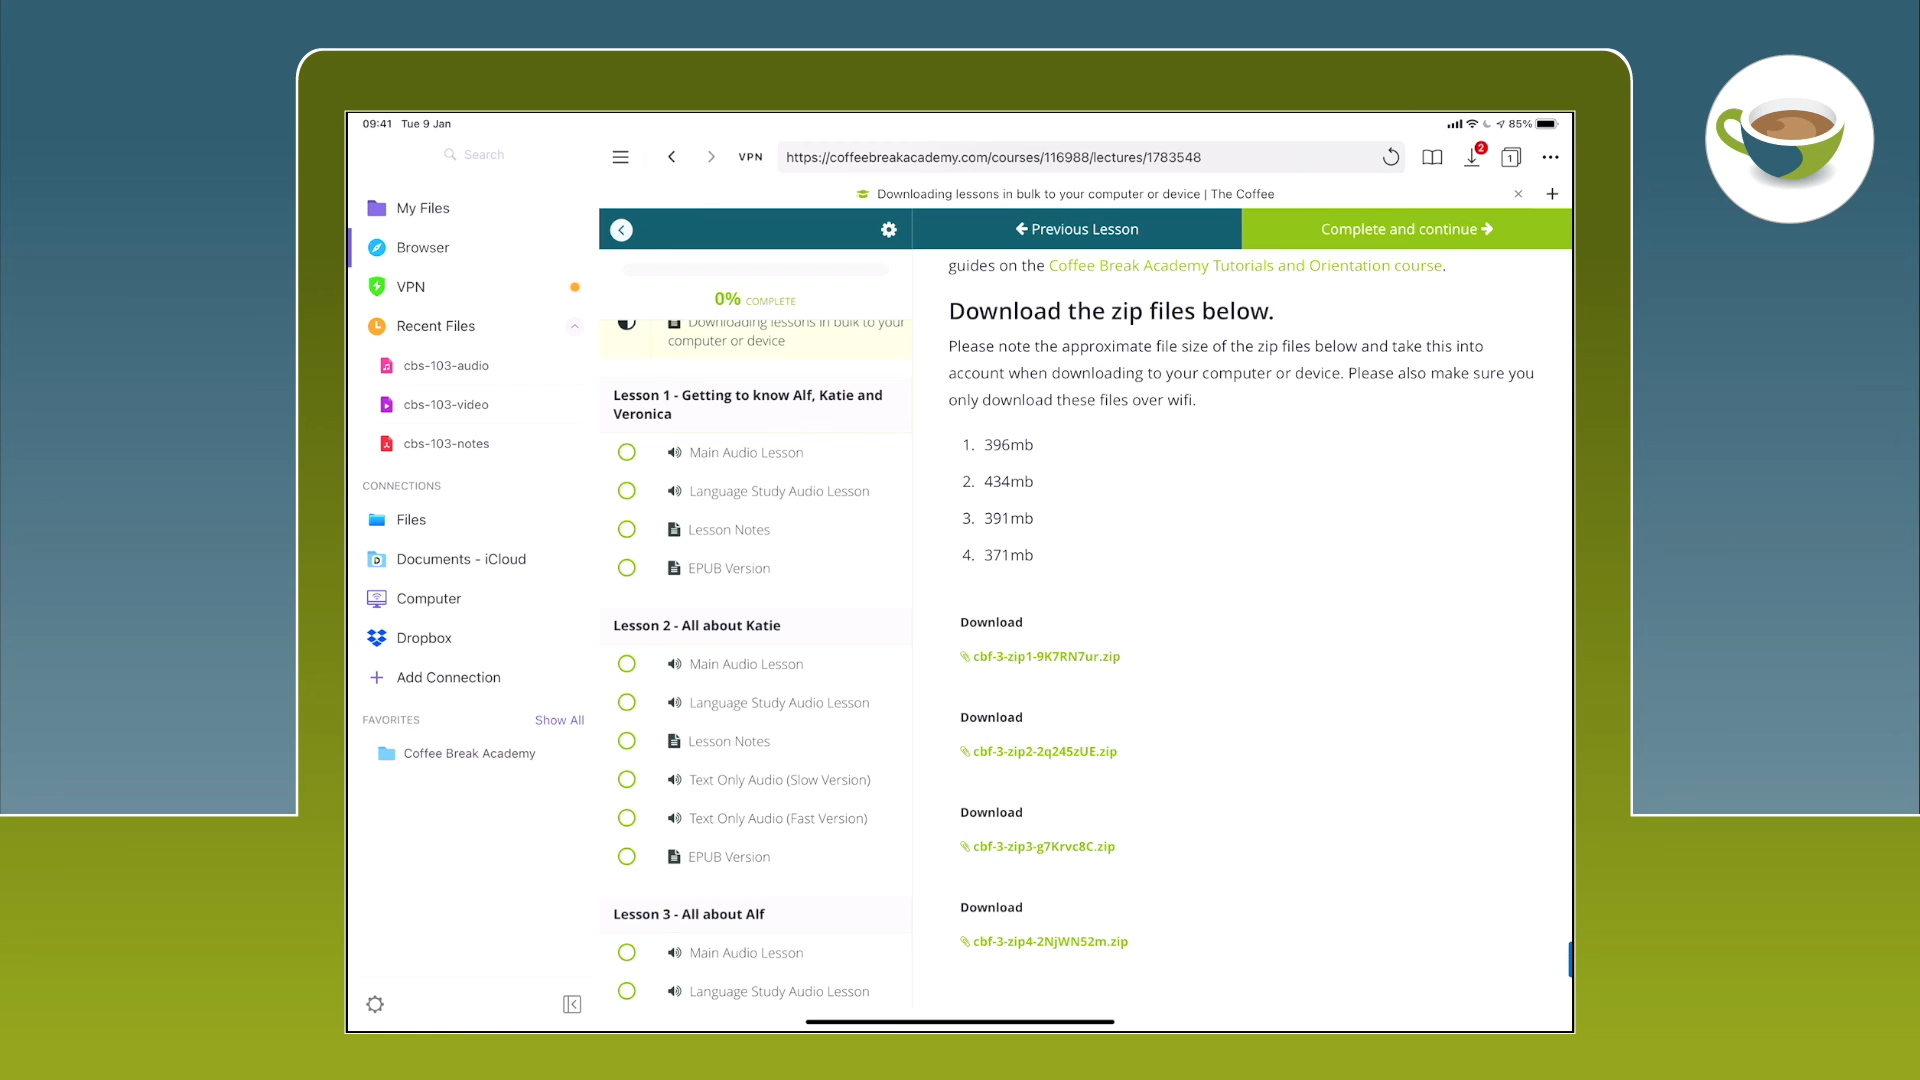 09:41 Tue 9 Jan
85%
Search
VPN
https://coffeebreakacademy.com/courses/116988/lectures/1783548
2
1
Downloading lessons in bulk to your computer or device | The Coffee
My Files
Browser
VPN
Recent Files
cbs-103-audio
cbs-103-video
cbs-103-notes
CONNECTIONS
Files
Documents - iCloud
Computer
Dropbox
Add Connection
FAVORITES
Show All
Coffee Break Academy
Previous Lesson
Complete and continue
0% COMPLETE
Downloading lessons in bulk to your
computer or device
Lesson 1 - Getting to know Alf, Katie and
Veronica
Main Audio Lesson
Language Study Audio Lesson
Lesson Notes
EPUB Version
Lesson 2 - All about Katie
Main Audio Lesson
Language Study Audio Lesson
Lesson Notes
Text Only Audio (Slow Version)
Text Only Audio (Fast Version)
EPUB Version
Lesson 3 - All about Alf
Main Audio Lesson
Language Study Audio Lesson
guides on the Coffee Break Academy Tutorials and Orientation course.
Download the zip files below.
Please note the approximate file size of the zip files below and take this into
account when downloading to your computer or device. Please also make sure you
only download these files over wifi.
1. 396mb
2. 434mb
3. 391mb
4. 371mb
Download
cbf-3-zip1-9K7RN7ur.zip
Download
cbf-3-zip2-2q245zUE.zip
Download
cbf-3-zip3-g7Krvc8C.zip
Download
cbf-3-zip4-2NjWN52m.zip